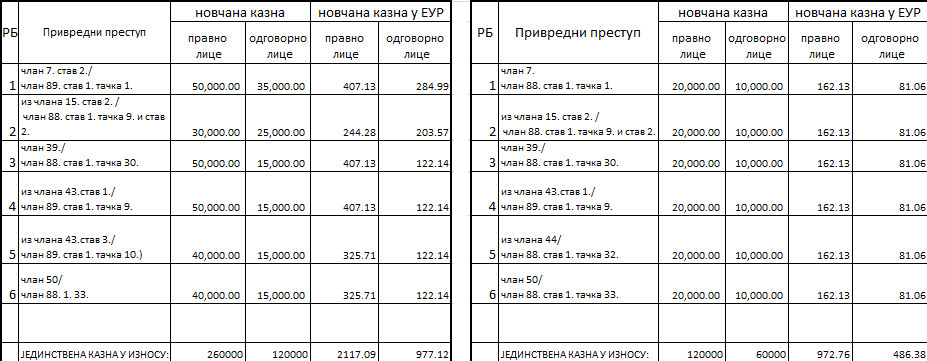 РБ Привредни преступ новчана казна новчана казна у ЕУР
правно лице одговорно лице правно лице одговорно лице
1 члан 7. став 2./
члан 89. став 1. тачка 1. 50,000.00 35,000.00 407.13 284.99
2 из члана 15. став 2. /
члан 88. став 1. тачка 9. и став
2. 30,000.00 25,000.00 244.28 203.57
3 члан 39./
члан 88. став 1. тачка 30. 50,000.00 15,000.00 407.13 122.14
4 из члана 43.став 1./
члан 89. став 1. тачка 9. 50,000.00 15,000.00 407.13 122.14
5 из члана 43.став 3./
члан 89. став 1. тачка 10.) 40,000.00 15,000.00 325.71 122.14
6 члан 50/
члан 88. 1. 33. 40,000.00 15,000.00 325.71 122.14
ЈЕДИНСТВЕНА КАЗНА У ИЗНОСУ: 260000 120000 2117.09 977.12
РБ Привредни преступ новчана казна новчана казна у ЕУР
правно лице одговорно лице правно лице одговорно лице
1 члан 7.
члан 88. став 1. тачка 1. 20,000.00 10,000.00 162.13 81.06
2 из члана 15. став 2. /
члан 88. став 1. тачка 9. и став 2. 20,000.00 10,000.00 162.13 81.06
3 члан 39./
члан 88. став 1. тачка 30. 20,000.00 10,000.00 162.13 81.06
4 из члана 43.став 1./
члан 89. став 1. тачка 9. 20,000.00 10,000.00 162.13 81.06
5 из члана 44/
члан 88. став 1. тачка 32. 20,000.00 10,000.00 162.13 81.06
6 члан 50/
члан 88. став 1. тачка 33. 20,000.00 10,000.00 162.13 81.06
ЈЕДИНСТВЕНА КАЗНА У ИЗНОСУ: 120000 60000 972.76 486.38